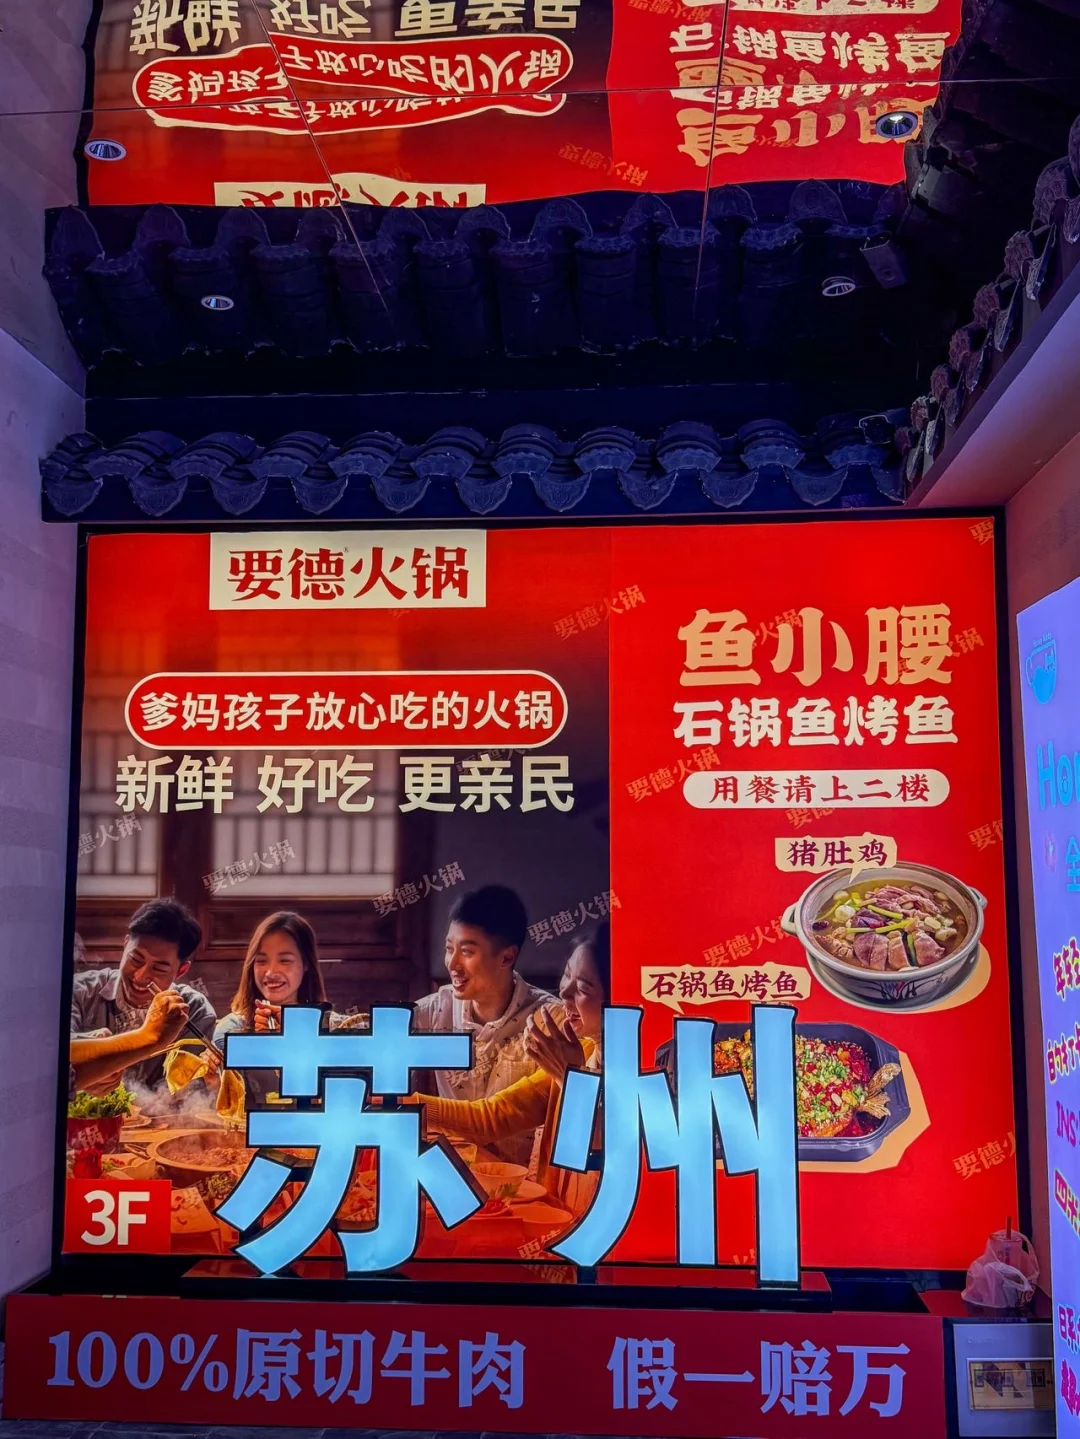 要德火锅
爹妈孩子放心吃的火锅
新鲜 好吃 更亲民
鱼小腰
石锅鱼烤鱼
用餐请上二楼
猪肚鸡
石锅鱼烤鱼
苏州
3F
100%原切牛肉 假一赔万